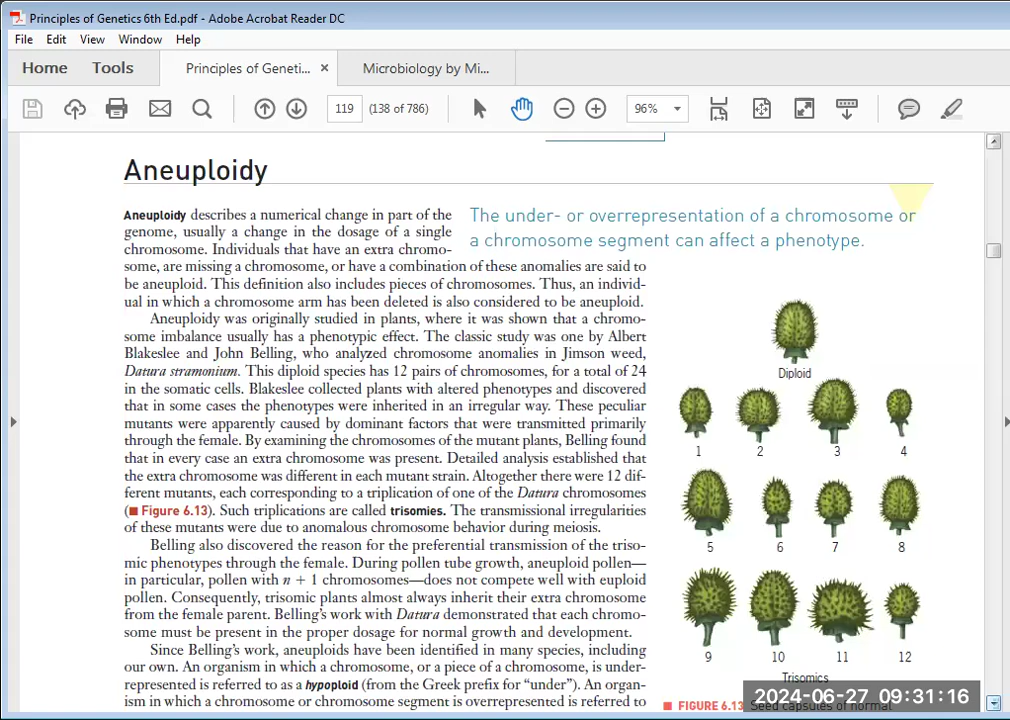 Principles of Genetics 6th Ed.pdf - Adobe Acrobat Reader DC
File Edit View Window Help
Home Tools Principles of Geneti... × Microbiology by Mi...
119 (138 of 786) 96%
Aneuploidy
Aneuploidy describes a numerical change in part of the
genome, usually a change in the dosage of a single
chromosome. Individuals that have an extra chromo-
some, are missing a chromosome, or have a combination of these anomalies are said to
be aneuploid. This definition also includes pieces of chromosomes. Thus, an individ-
ual in which a chromosome arm has been deleted is also considered to be aneuploid.
The under- or overrepresentation of a chromosome or
a chromosome segment can affect a phenotype.
Aneuploidy was originally studied in plants, where it was shown that a chromo-
some imbalance usually has a phenotypic effect. The classic study was one by Albert
Blakeslee and John Belling, who analyzed chromosome anomalies in Jimson weed,
Datura stramonium. This diploid species has 12 pairs of chromosomes, for a total of 24
in the somatic cells. Blakeslee collected plants with altered phenotypes and discovered
that in some cases the phenotypes were inherited in an irregular way. These peculiar
mutants were apparently caused by dominant factors that were transmitted primarily
through the female. By examining the chromosomes of the mutant plants, Belling found
that in every case an extra chromosome was present. Detailed analysis established that
the extra chromosome was different in each mutant strain. Altogether there were 12 dif-
ferent mutants, each corresponding to a triplication of one of the Datura chromosomes
(■ Figure 6.13). Such triplications are called trisomies. The transmissional irregularities
of these mutants were due to anomalous chromosome behavior during meiosis.
Belling also discovered the reason for the preferential transmission of the triso-
mic phenotypes through the female. During pollen tube growth, aneuploid pollen—
in particular, pollen with n + 1 chromosomes—does not compete well with euploid
pollen. Consequently, trisomic plants almost always inherit their extra chromosome
from the female parent. Belling's work with Datura demonstrated that each chromo-
some must be present in the proper dosage for normal growth and development.
Since Belling's work, aneuploids have been identified in many species, including
our own. An organism in which a chromosome, or a piece of a chromosome, is under-
represented is referred to as a hypoploid (from the Greek prefix for "under"). An organ-
ism in which a chromosome or chromosome segment is overrepresented is referred to
Diploid
1 2 3 4
5 6 7 8
9 10 11 12
Trisomics
■ FIGURE 6.13 Seed capsules of normal
2024-06-27 09:31:16